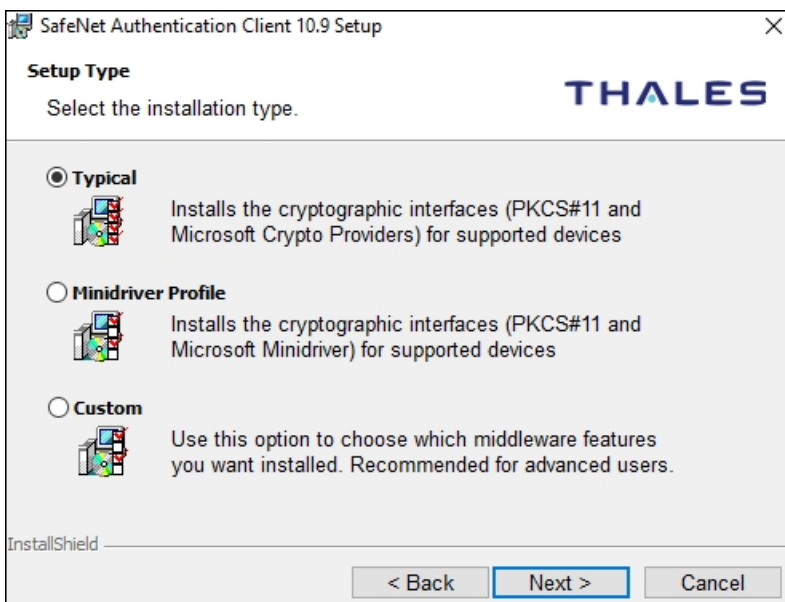 SafeNet Authentication Client 10.9 Setup
Setup Type
Select the installation type.
THALES
Typical
Installs the cryptographic interfaces (PKCS#11 and
Microsoft Crypto Providers) for supported devices
Minidriver Profile
Installs the cryptographic interfaces (PKCS#11 and
Microsoft Minidriver) for supported devices
Custom
Use this option to choose which middleware features
you want installed. Recommended for advanced users.
InstallShield
< Back Next > Cancel